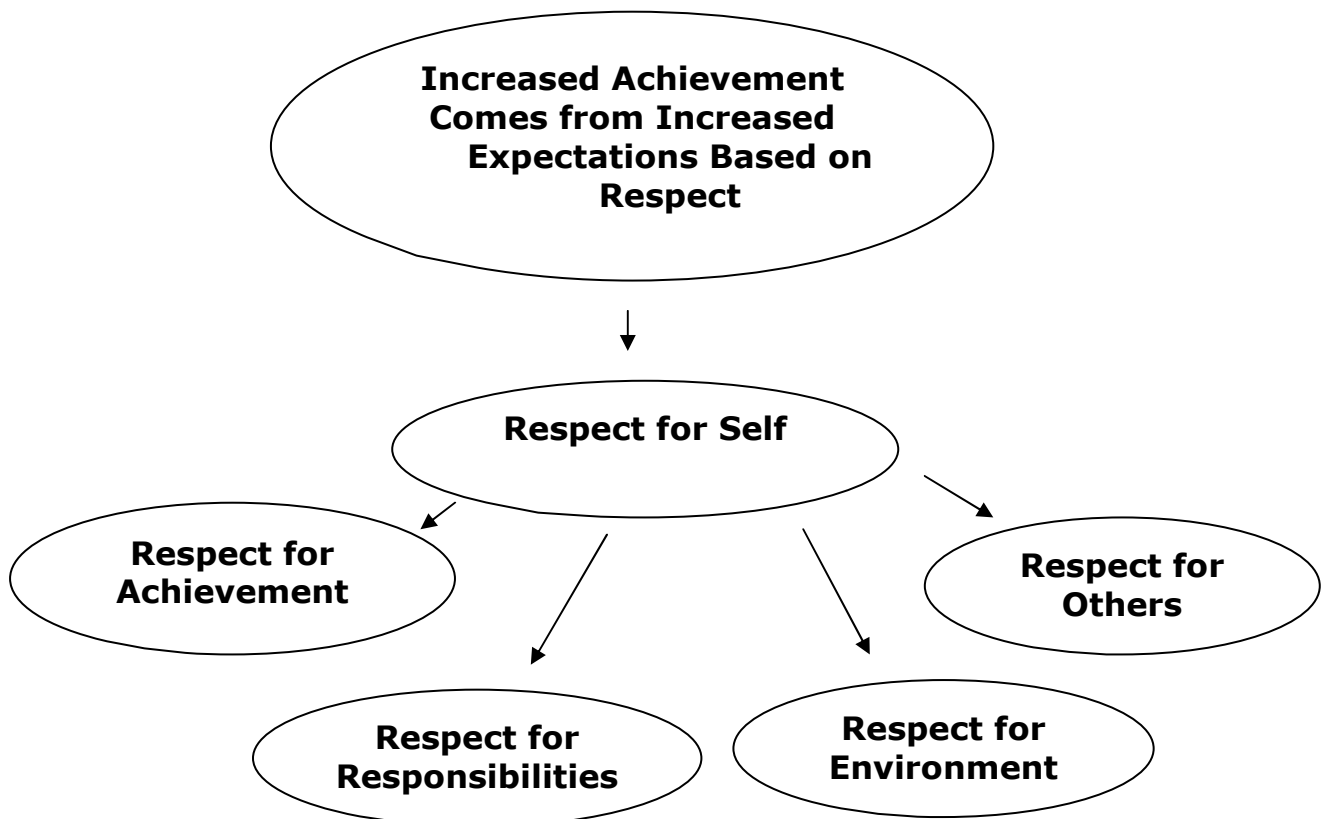 Increased Achievement
Comes from Increased
Expectations Based on
Respect
Respect for Self
Respect for
Achievement
Respect for
Others
Respect for
Responsibilities
Respect for
Environment